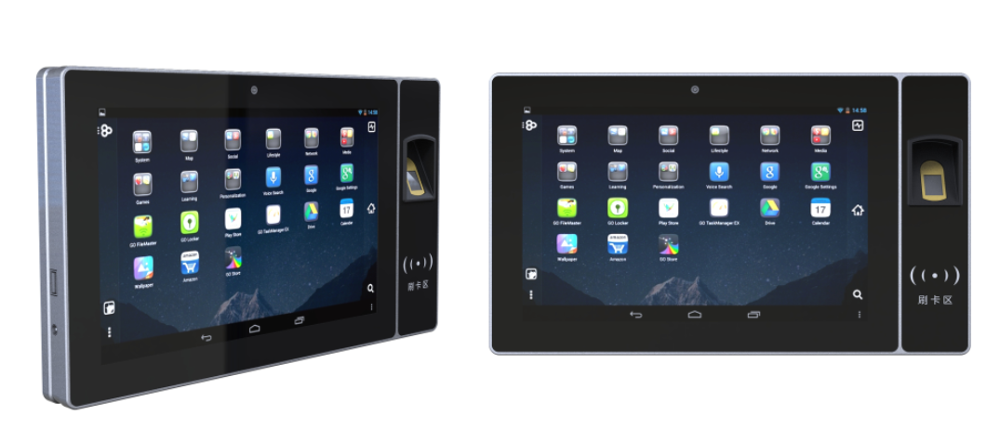 14:58
System Map Social Lifestyle Network Media
Games Learning Personalization Voice Search Google Google Settings
GO FileMaster GO Locker Play Store GO TaskManager EX Drive Calendar
17
amazon
Wallpaper Amazon GO Store
刷卡区
14:58
System Map Social Lifestyle Network Media
Games Learning Personalization Voice Search Google Google Settings
8 g+
17
GO FileMaster GO Locker Play Store GO TaskManager EX Drive Calendar
amazon
Wallpaper Amazon GO Store
刷卡区